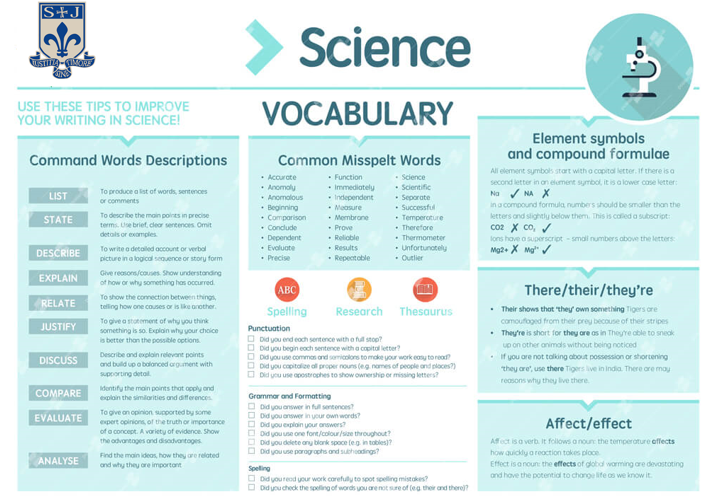 S+J
JUSTITIA TIMORE
SINE
Science
USE THESE TIPS TO IMPROVE
YOUR WRITING IN SCIENCE!
VOCABULARY
Command Words Descriptions
LIST
To produce a list of words, sentences
or comments
STATE
To describe the main points in precise
terms. Use brief, clear sentences. Omit
details or examples.
DESCRIBE
To write a detailed account or verbal
picture in a logical sequence or story form
EXPLAIN
Give reasons/causes. Show understanding
of how or why something has occurred.
RELATE
To show the connection between things,
telling how one causes or is like another.
JUSTIFY
To give a statement of why you think
something is so. Explain why your choice
is better than the possible options.
DISCUSS
Describe and explain relevant points
and build up a balanced argument with
supporting detail.
COMPARE
Identify the main points that apply and
explain the similarities and differences.
EVALUATE
To give an opinion, supported by some
expert opinions, of the truth or importance
of a concept. A variety of evidence. Show
the advantages and disadvantages.
ANALYSE
Find the main ideas, how they are related
and why they are important
Common Misspelt Words
• Accurate
• Anomaly
• Anomalous
• Beginning
• Comparison
• Conclude
• Dependent
• Evaluate
• Precise
• Function
• Immediately
• Independent
• Measure
• Membrane
• Prove
• Reliable
• Results
• Repeatable
• Science
• Scientific
• Separate
• Successful
• Temperature
• Therefore
• Thermometer
• Unfortunately
• Outlier
ABC
Spelling Research Thesaurus
Punctuation
Did you end each sentence with a full stop?
Did you begin each sentence with a capital letter?
Did you use commas and semicolons to make your work easy to read?
Did you capitalize all proper nouns (e.g. names of people and places?)
Did you use apostrophes to show ownership or missing letters?
Grammar and Formatting
Did you answer in full sentences?
Did you answer in your own words?
Did you explain your answers?
Did you use one font/colour/size throughout?
Did you delete any blank space (e.g. in tables)?
Did you use paragraphs and subheadings?
Spelling
Did you read your work carefully to spot spelling mistakes?
Did you check the spelling of words you are not sure of (e.g. their and there)?
Element symbols
and compound formulae
All element symbols start with a capital letter. If there is a
second letter in an element symbol, it is a lower case letter:
Na ✓ NA ✗
in a compound formula, numbers should be smaller than the
letters and slightly below them. This is called a subscript:
CO2 ✗ CO₂ ✓
Ions have a superscript – small numbers above the letters:
Mg2+ ✗ Mg²⁺ ✓
There/their/they're
• Their shows that 'they' own something Tigers are
camouflaged from their prey because of their stripes
• They're is short for they are as in They're able to sneak
up on other animals without being noticed
• If you are not talking about possession or shortening
'they are', use there Tigers live in India. There are may
reasons why they live there.
Affect/effect
Affect is a verb. It follows a noun: the temperature affects
how quickly a reaction takes place.
Effect is a noun: the effects of global warming are devastating
and have the potential to change life as we know it.